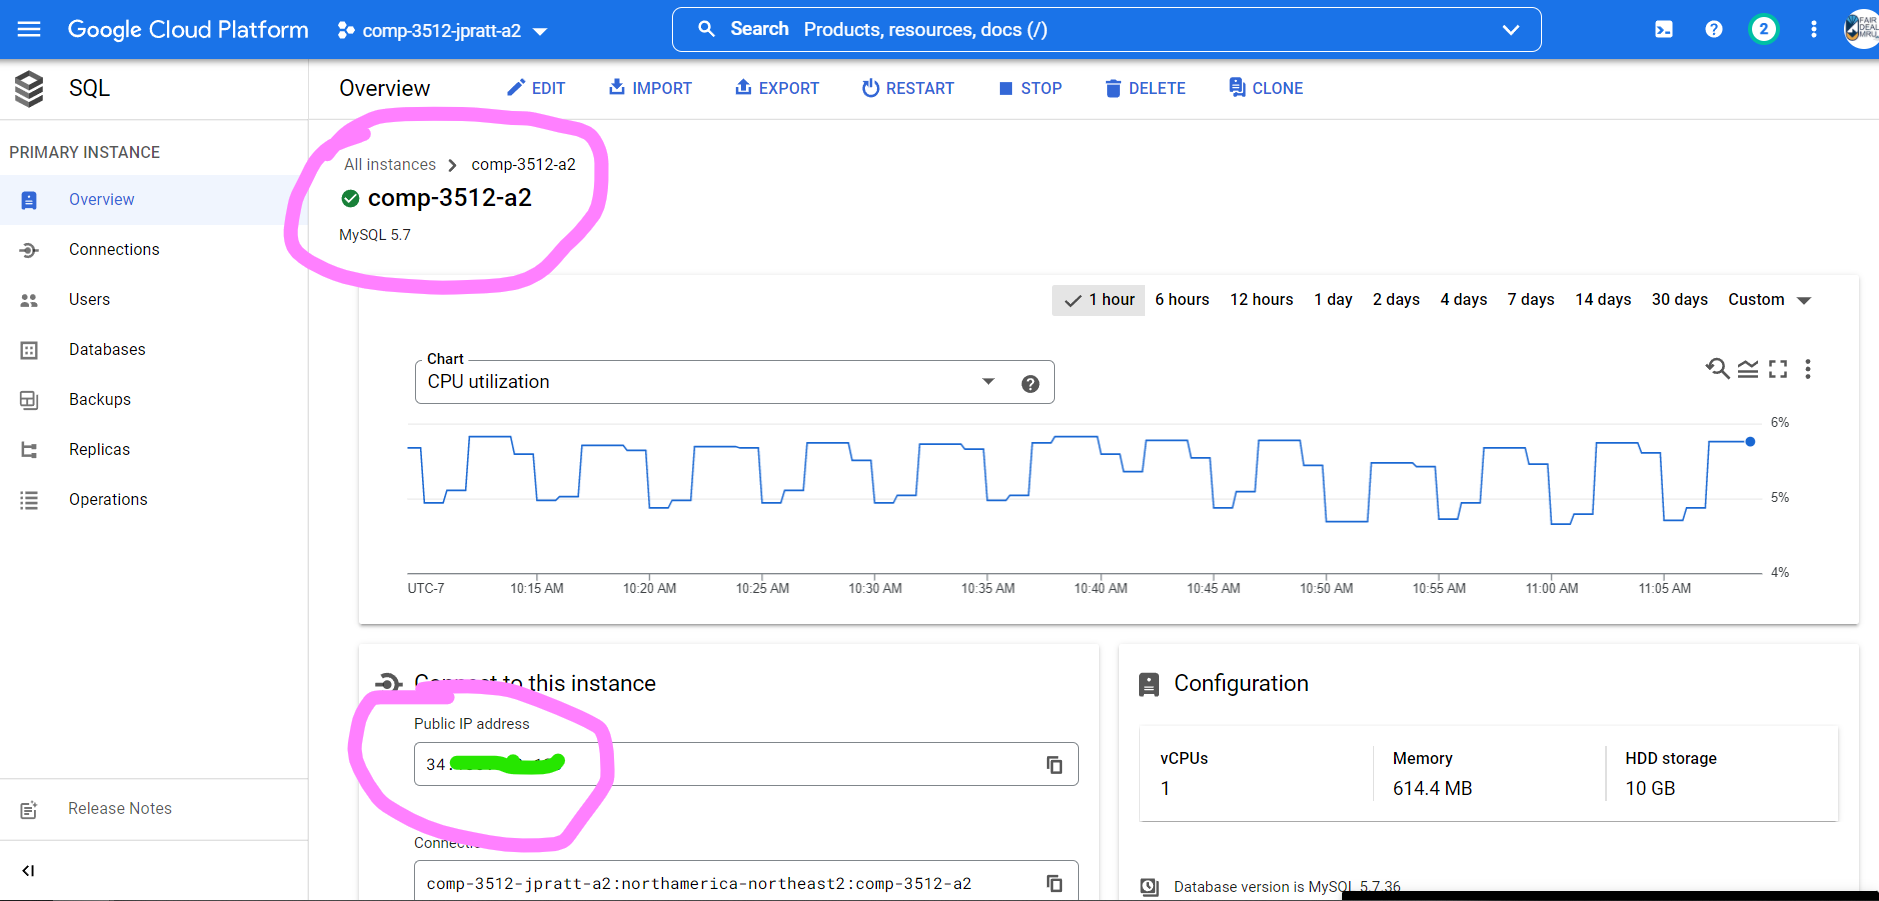 Google Cloud Platform comp-3512-jpratt-a2 Search Products, resources, docs (/) 2 FAIR
DEAL
MRU
SQL Overview EDIT IMPORT EXPORT RESTART STOP DELETE CLONE
PRIMARY INSTANCE
Overview
Connections
Users
Databases
Backups
Replicas
Operations
Release Notes
All instances comp-3512-a2
comp-3512-a2
MySQL 5.7
1 hour 6 hours 12 hours 1 day 2 days 4 days 7 days 14 days 30 days Custom
Chart
CPU utilization
6%
5%
4%
UTC-7 10:15 AM 10:20 AM 10:25 AM 10:30 AM 10:35 AM 10:40 AM 10:45 AM 10:50 AM 10:55 AM 11:00 AM 11:05 AM
Connect to this instance
Public IP address
34.
comp-3512-jpratt-a2:northamerica-northeast2:comp-3512-a2
Configuration
vCPUs Memory HDD storage
1 614.4 MB 10 GB
Database version is MySQL 5.7.36